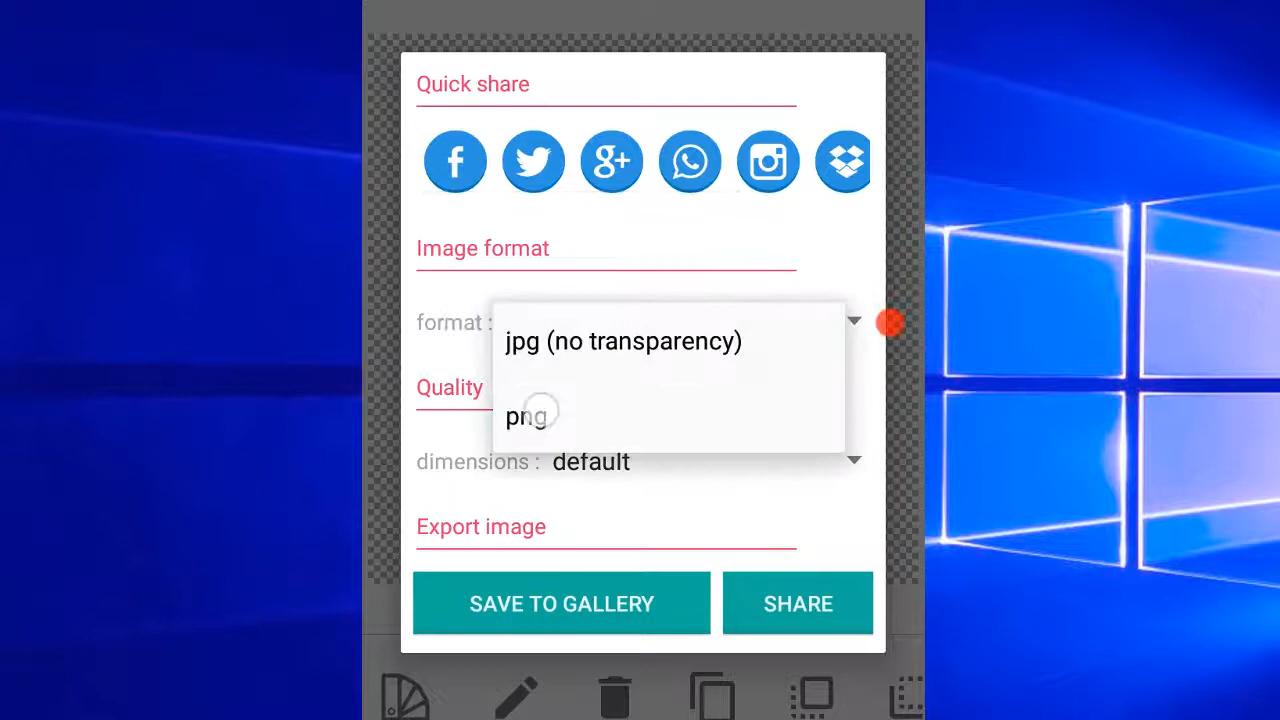 Quick share
Image format
format :
jpg (no transparency)
Quality
png
dimensions : default
Export image
SAVE TO GALLERY
SHARE